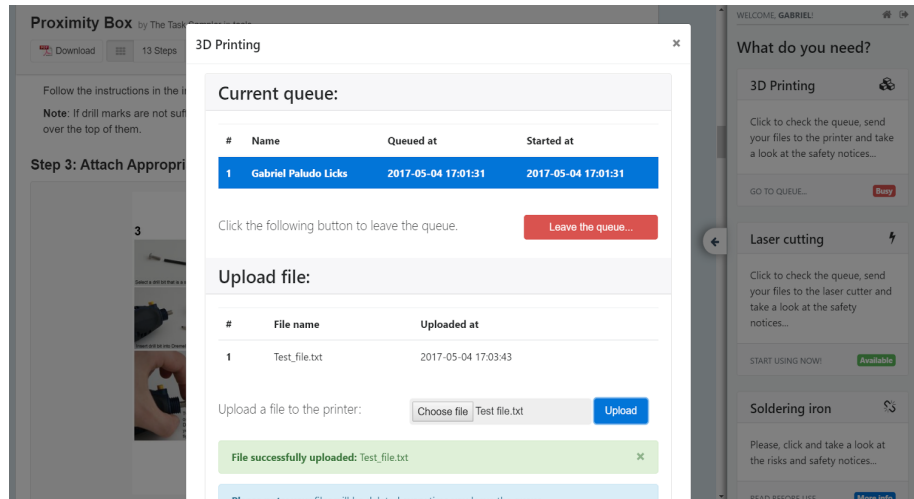 Proximity Box by The Task
Download
13 Steps
Follow the instructions in the i
Note: If drill marks are not suf
over the top of them.
Step 3: Attach Appropri
3
3D Printing ×
Current queue:
# Name Queued at Started at
1 Gabriel Paludo Licks 2017-05-04 17:01:31 2017-05-04 17:01:31
Click the following button to leave the queue. Leave the queue...
Upload file:
# File name Uploaded at
1 Test_file.txt 2017-05-04 17:03:43
Upload a file to the printer: Choose file Test file.txt Upload
File successfully uploaded: Test_file.txt ×
WELCOME, GABRIEL!
What do you need?
3D Printing
Click to check the queue, send
your files to the printer and take
a look at the safety notices...
GO TO QUEUE... Busy
Laser cutting
Click to check the queue, send
your files to the laser cutter and
take a look at the safety
notices...
START USING NOW! Available
Soldering iron
Please, click and take a look at
the risks and safety notices...
READ BEFORE USE More info